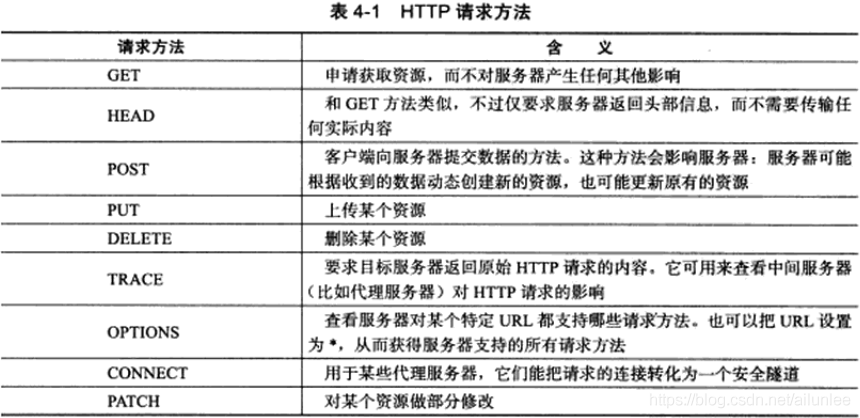 表 4-1 HTTP 请求方法
请求方法 含 义
GET 申请获取资源，而不对服务器产生任何其他影响
HEAD 和 GET 方法类似，不过仅要求服务器返回头部信息，而不需要传输任
何实际内容
POST 客户端向服务器提交数据的方法。这种方法会影响服务器：服务器可能
根据收到的数据动态创建新的资源，也可能更新原有的资源
PUT 上传某个资源
DELETE 删除某个资源
TRACE 要求目标服务器返回原始 HTTP 请求的内容。它可用来查看中间服务器
（比如代理服务器）对 HTTP 请求的影响
OPTIONS 查看服务器对某个特定 URL 都支持哪些请求方法。也可以把 URL 设置
为 *，从而获得服务器支持的所有请求方法
CONNECT 用于某些代理服务器，它们能把请求的连接转化为一个安全隧道
PATCH 对某个资源做部分修改
https://blog.csdn.net/ailunlee